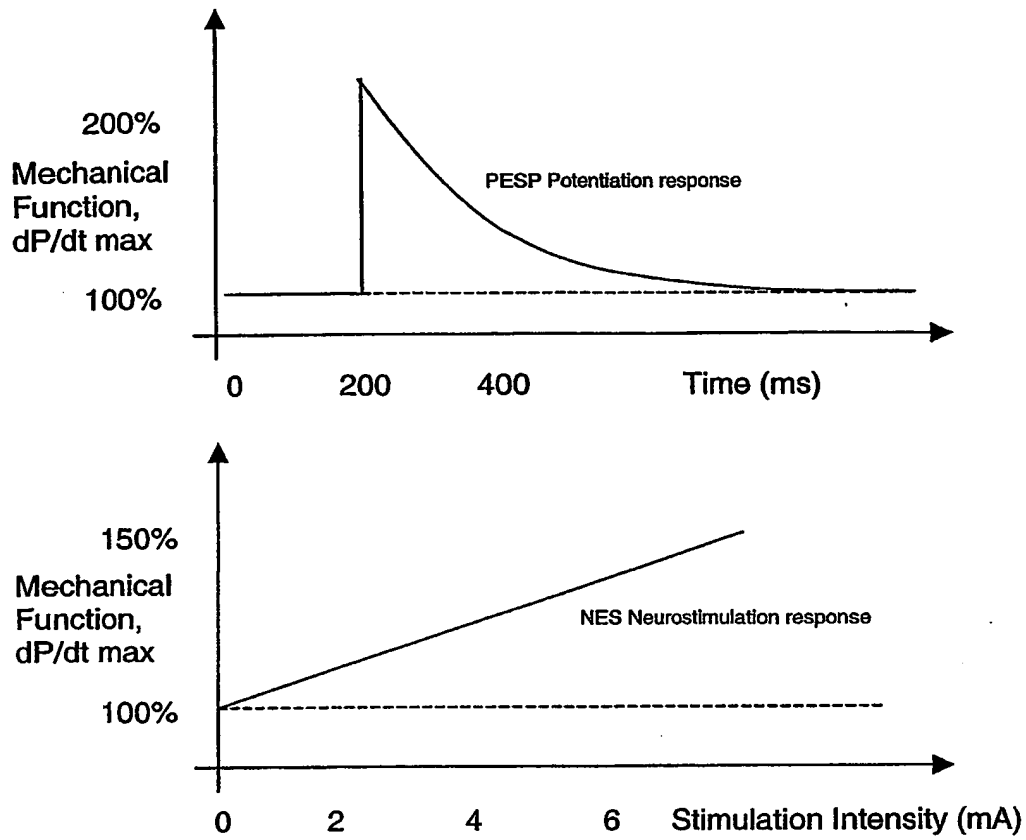 200%
Mechanical
Function,
dP/dt max
PESP Potentiation response
100%
0 200 400 Time (ms)
150%
Mechanical
Function,
dP/dt max
NES Neurostimulation response
100%
0 2 4 6 Stimulation Intensity (mA)